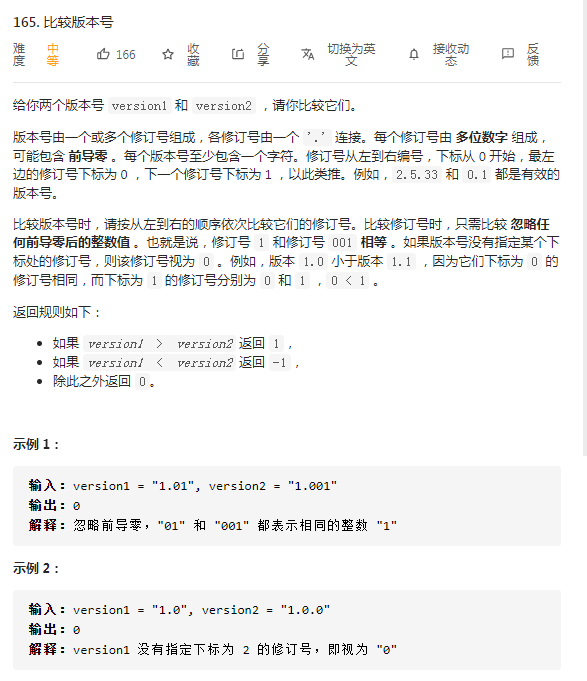 165. 比较版本号
难度 中等 166 收藏 分享 切换为英文 接收动态 反馈
给你两个版本号 version1 和 version2 ，请你比较它们。
版本号由一个或多个修订号组成，各修订号由一个 '.' 连接。每个修订号由 多位数字 组成，
可能包含 前导零 。每个版本号至少包含一个字符。修订号从左到右编号，下标从 0 开始，最左
边的修订号下标为 0 ，下一个修订号下标为 1 ，以此类推。例如，2.5.33 和 0.1 都是有效的
版本号。
比较版本号时，请按从左到右的顺序依次比较它们的修订号。比较修订号时，只需比较 忽略任
何前导零后的整数值 。也就是说，修订号 1 和修订号 001 相等 。如果版本号没有指定某个下
标处的修订号，则该修订号视为 0 。例如，版本 1.0 小于版本 1.1 ，因为它们下标为 0 的
修订号相同，而下标为 1 的修订号分别为 0 和 1 ，0 < 1 。
返回规则如下：
• 如果 version1 > version2 返回 1 ，
• 如果 version1 < version2 返回 -1 ，
• 除此之外返回 0 。
示例 1：
输入：version1 = "1.01", version2 = "1.001"
输出：0
解释：忽略前导零，"01" 和 "001" 都表示相同的整数 "1"
示例 2：
输入：version1 = "1.0", version2 = "1.0.0"
输出：0
解释：version1 没有指定下标为 2 的修订号，即视为 "0"